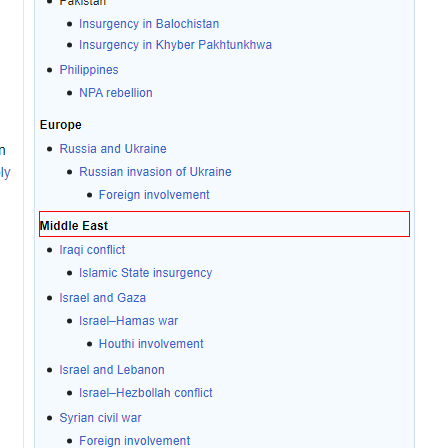 Pakistan
Insurgency in Balochistan
Insurgency in Khyber Pakhtunkhwa
Philippines
NPA rebellion
Europe
Russia and Ukraine
Russian invasion of Ukraine
Foreign involvement
Middle East
Iraqi conflict
Islamic State insurgency
Israel and Gaza
Israel–Hamas war
Houthi involvement
Israel and Lebanon
Israel–Hezbollah conflict
Syrian civil war
Foreign involvement